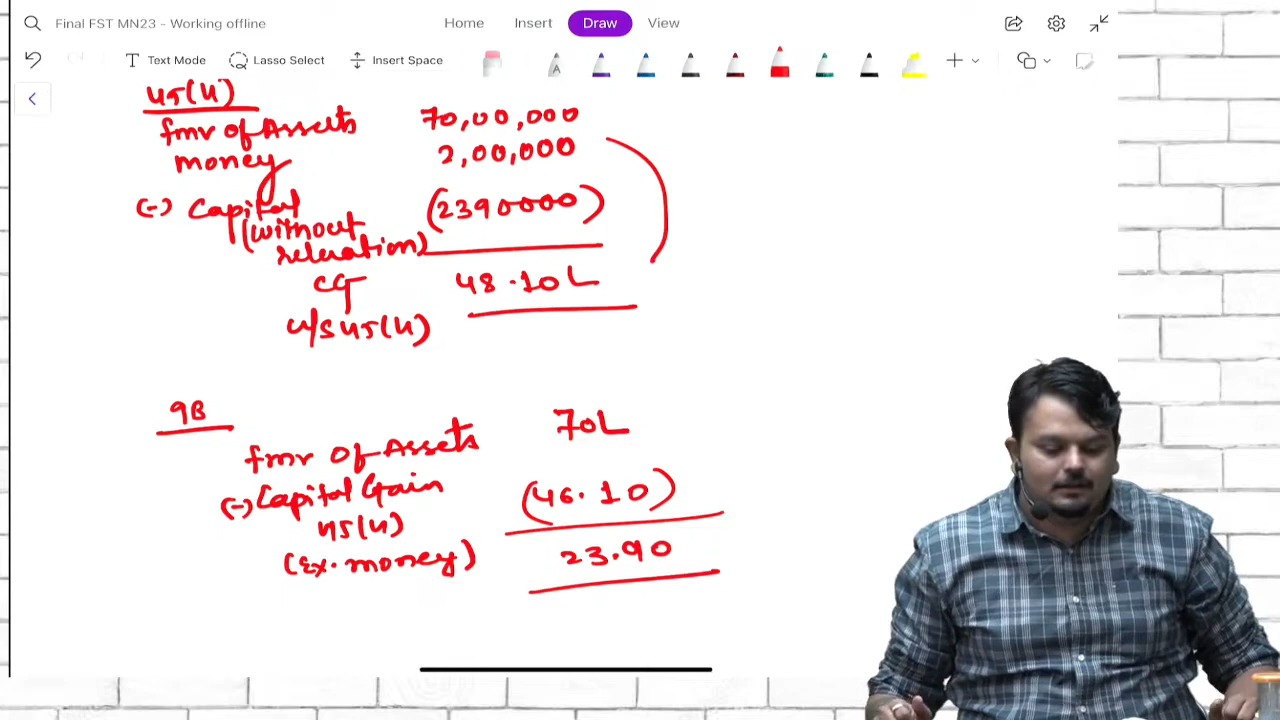 Final FST MN23 - Working offline
Home Insert Draw View
Text Mode Lasso Select Insert Space
A
45(4)
fmv of Assets 70,00,000
money 2,00,000
(-) Capital (2390000)
(without
relevation)
CG 48.10L
u/s 45(4)
9B
fmv Of Assets 70L
(-) Capital Gain (46.10)
45(4)
(Ex. money) 23.90